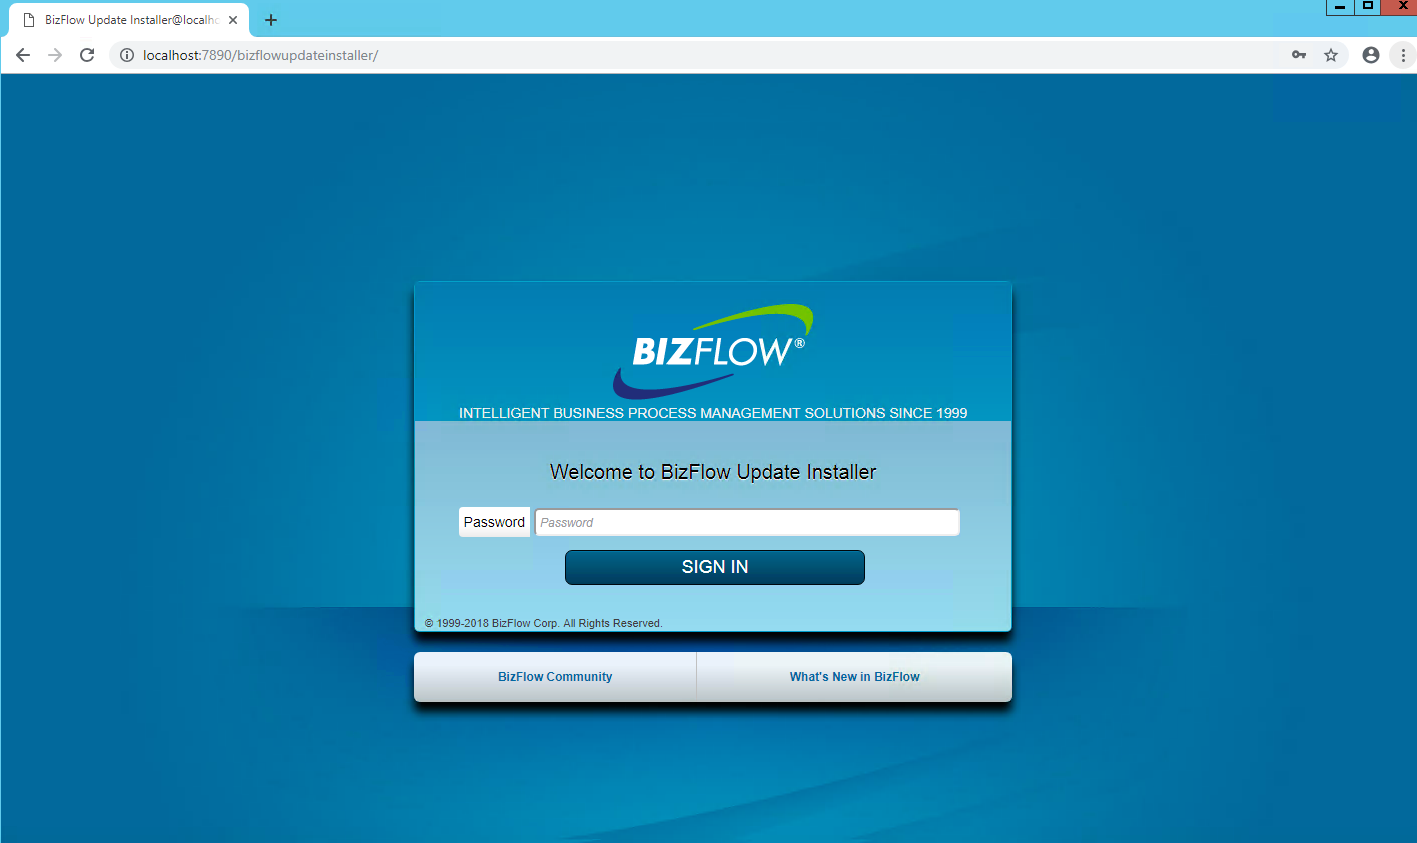 BizFlow Update Installer@localho
localhost:7890/bizflowupdateinstaller/
BIZFLOW®
INTELLIGENT BUSINESS PROCESS MANAGEMENT SOLUTIONS SINCE 1999
Welcome to BizFlow Update Installer
Password Password
SIGN IN
© 1999-2018 BizFlow Corp. All Rights Reserved.
BizFlow Community What's New in BizFlow